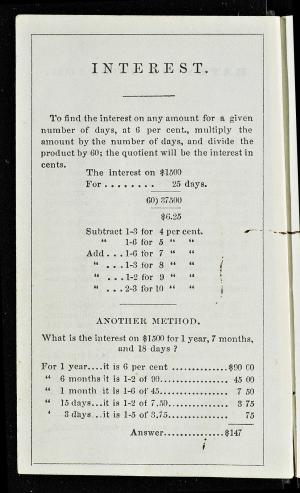 INTEREST.
To find the interest on any amount for a given
number of days, at 6 per cent., multiply the
amount by the number of days, and divide the
product by 60; the quotient will be the interest in
cents.
The interest on $1500
For . . . . . . . . 25 days.
60) 37500
$6.25
Subtract 1-3 for 4 per cent.
" 1-6 for 5 " "
Add . . . 1-6 for 7 " "
" . . . 1-3 for 8 " "
" . . . 1-2 for 9 " "
" . . . 2-3 for 10 " "
ANOTHER METHOD.
What is the interest on $1500 for 1 year, 7 months,
and 18 days ?
For 1 year....it is 6 per cent ..............$90 00
" 6 months it is 1-2 of 90................... 45 00
" 1 month it is 1-6 of 45.................. 7 50
" 15 days...it is 1-2 of 7.50................ 3 75
" 3 days...it is 1-5 of 3.75................. 75
Answer...............$147